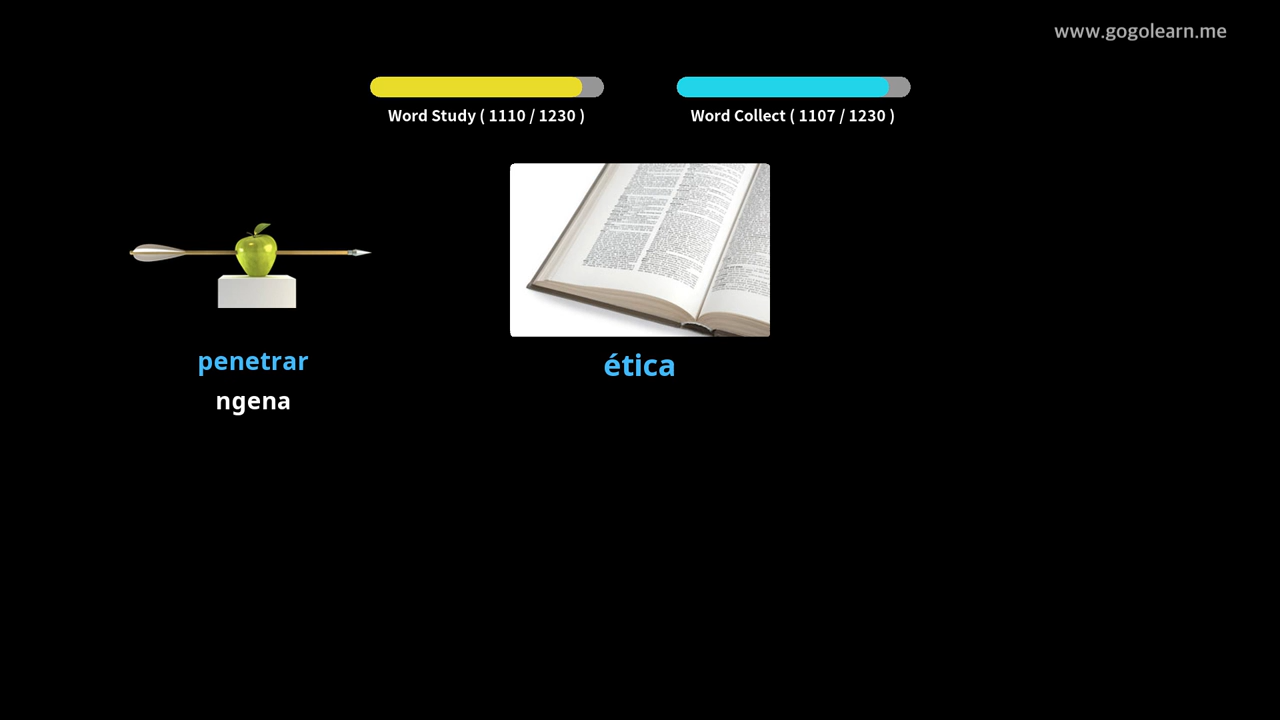 www.gogolearn.me
Word Study ( 1110 / 1230 )
Word Collect ( 1107 / 1230 )
penetrar
ngena
ética